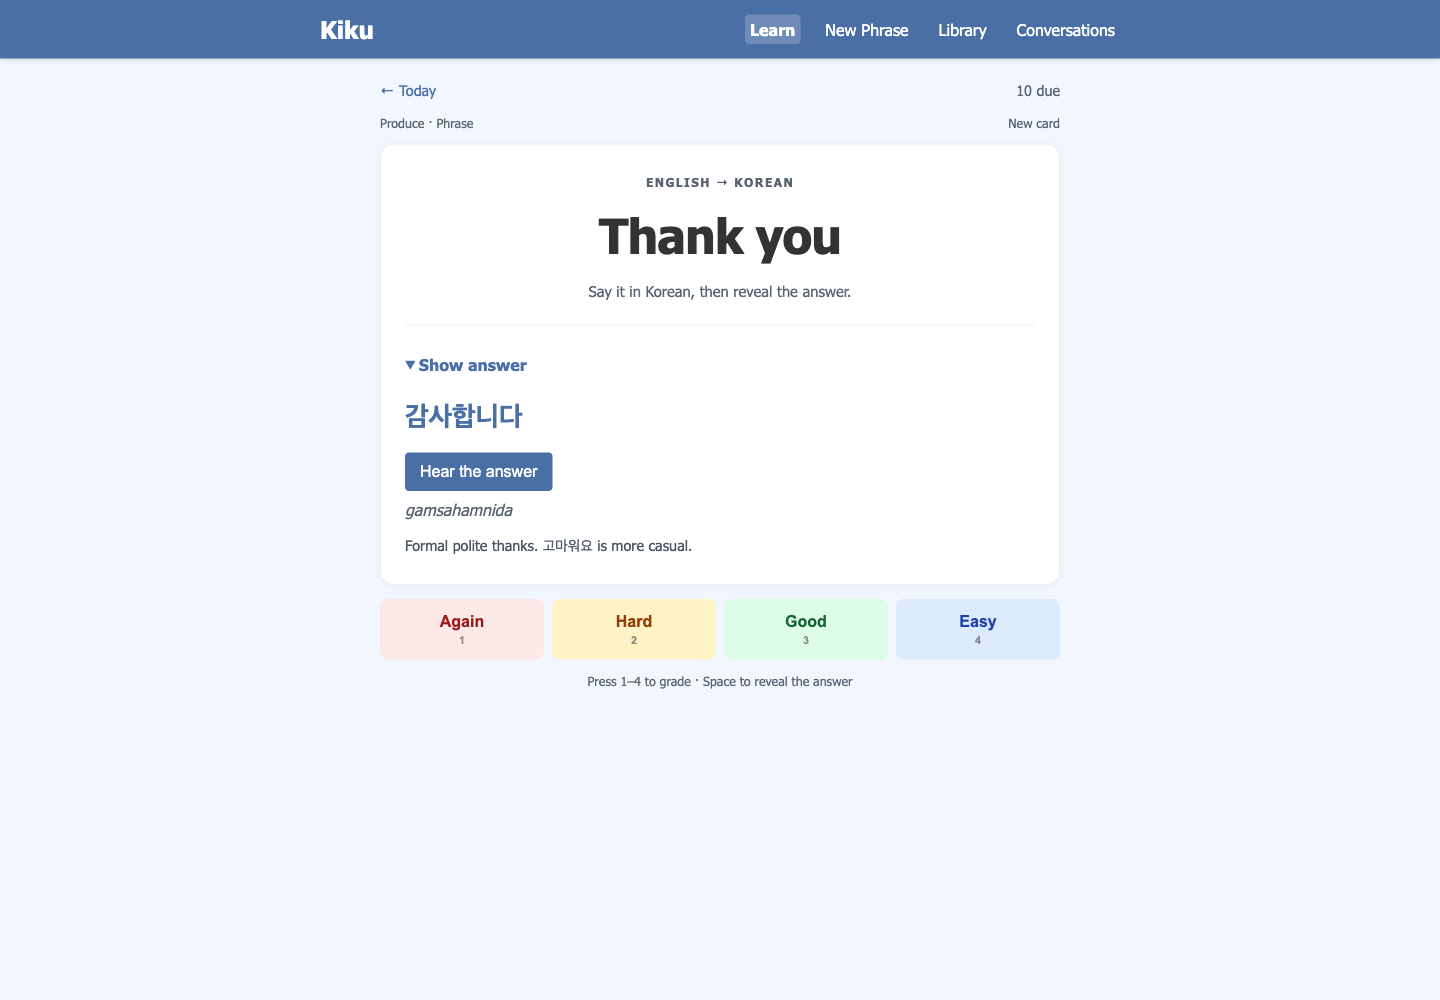 Kiku
Learn New Phrase Library Conversations
← Today 10 due
Produce · Phrase New card
ENGLISH → KOREAN
Thank you
Say it in Korean, then reveal the answer.
▼ Show answer
감사합니다
Hear the answer
gamsahamnida
Formal polite thanks. 고마워요 is more casual.
Again Hard Good Easy
1 2 3 4
Press 1–4 to grade · Space to reveal the answer